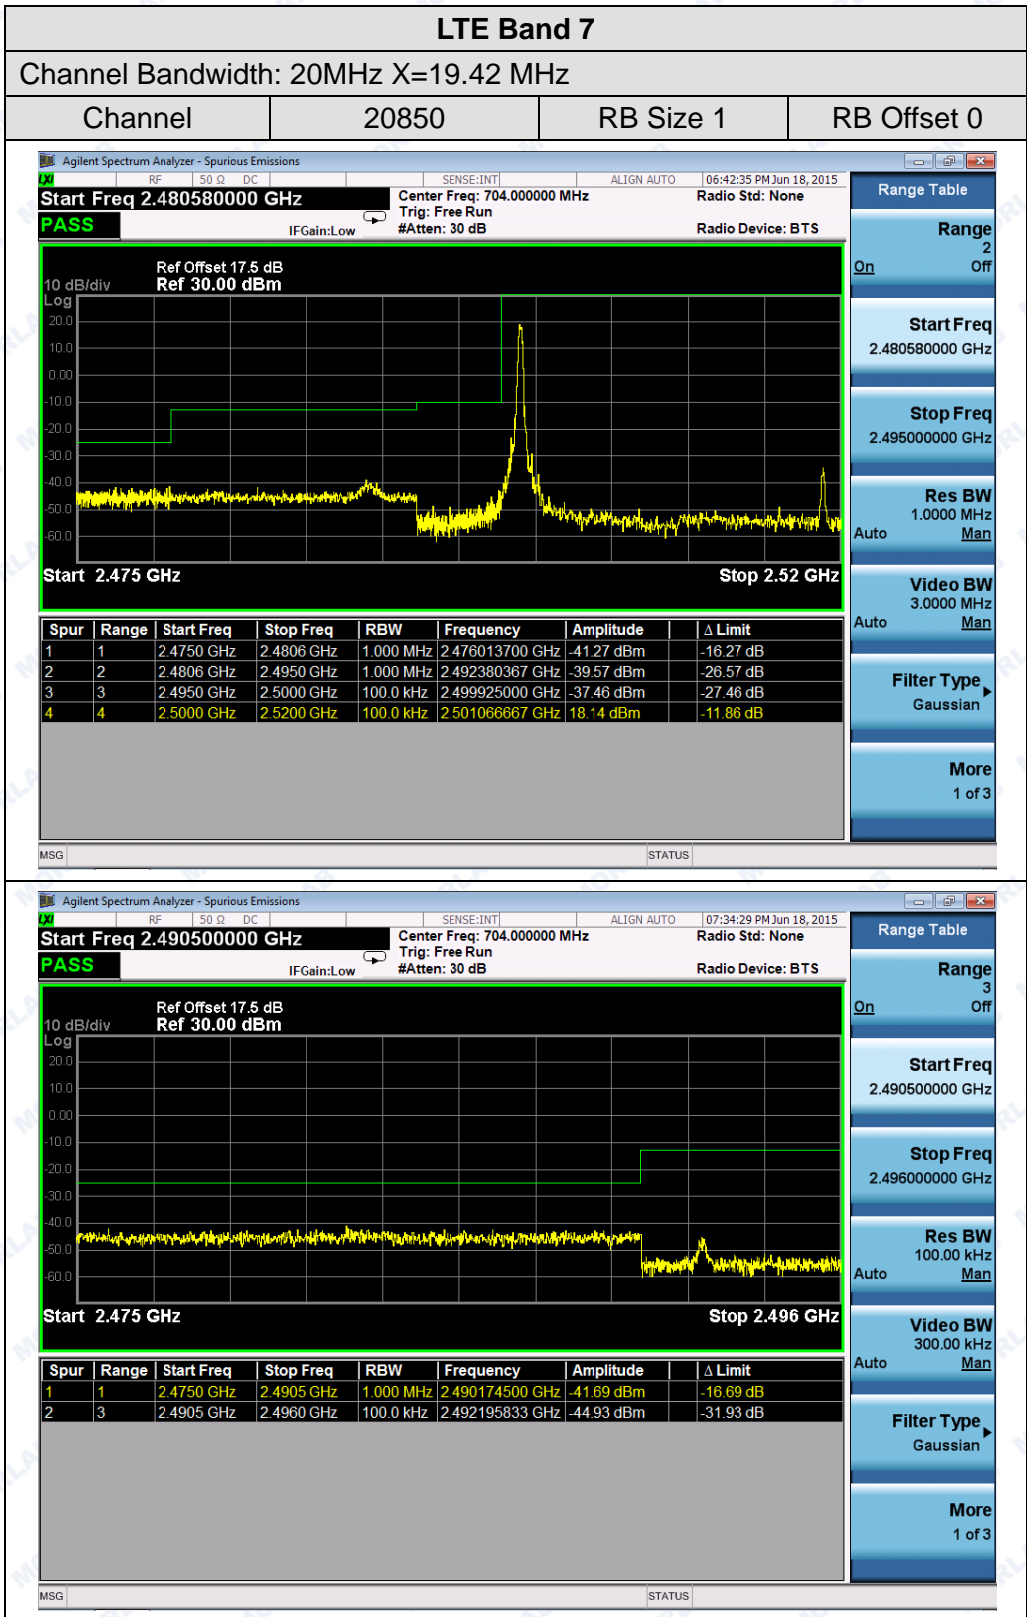 LTE Band 7
Channel Bandwidth: 20MHz X=19.42 MHz
Channel 20850 RB Size 1 RB Offset 0
Agilent Spectrum Analyzer - Spurious Emissions
LXI RF 50 Ω DC SENSE:INT ALIGN AUTO 06:42:35 PM Jun 18, 2015
Start Freq 2.480580000 GHz Center Freq: 704.000000 MHz Radio Std: None
Trig: Free Run
PASS IFGain:Low #Atten: 30 dB Radio Device: BTS
Ref Offset 17.5 dB
10 dB/div Ref 30.00 dBm
Log
20.0
10.0
0.00
-10.0
-20.0
-30.0
-40.0
-50.0
-60.0
Start 2.475 GHz Stop 2.52 GHz
Spur Range Start Freq Stop Freq RBW Frequency Amplitude Δ Limit
1 1 2.4750 GHz 2.4806 GHz 1.000 MHz 2.476013700 GHz -41.27 dBm -16.27 dB
2 2 2.4806 GHz 2.4950 GHz 1.000 MHz 2.492380367 GHz -39.57 dBm -26.57 dB
3 3 2.4950 GHz 2.5000 GHz 100.0 kHz 2.499925000 GHz -37.46 dBm -27.46 dB
4 4 2.5000 GHz 2.5200 GHz 100.0 kHz 2.501066667 GHz 18.14 dBm -11.86 dB
MSG STATUS
Range Table
Range
2
On Off
Start Freq
2.480580000 GHz
Stop Freq
2.495000000 GHz
Res BW
1.0000 MHz
Auto Man
Video BW
3.0000 MHz
Auto Man
Filter Type
Gaussian
More
1 of 3
Agilent Spectrum Analyzer - Spurious Emissions
LXI RF 50 Ω DC SENSE:INT ALIGN AUTO 07:34:29 PM Jun 18, 2015
Start Freq 2.490500000 GHz Center Freq: 704.000000 MHz Radio Std: None
Trig: Free Run
PASS IFGain:Low #Atten: 30 dB Radio Device: BTS
Ref Offset 17.5 dB
10 dB/div Ref 30.00 dBm
Log
20.0
10.0
0.00
-10.0
-20.0
-30.0
-40.0
-50.0
-60.0
Start 2.475 GHz Stop 2.496 GHz
Spur Range Start Freq Stop Freq RBW Frequency Amplitude Δ Limit
1 1 2.4750 GHz 2.4905 GHz 1.000 MHz 2.490174500 GHz -41.69 dBm -16.69 dB
2 3 2.4905 GHz 2.4960 GHz 100.0 kHz 2.492195833 GHz -44.93 dBm -31.93 dB
MSG STATUS
Range Table
Range
3
On Off
Start Freq
2.490500000 GHz
Stop Freq
2.496000000 GHz
Res BW
100.00 kHz
Auto Man
Video BW
300.00 kHz
Auto Man
Filter Type
Gaussian
More
1 of 3